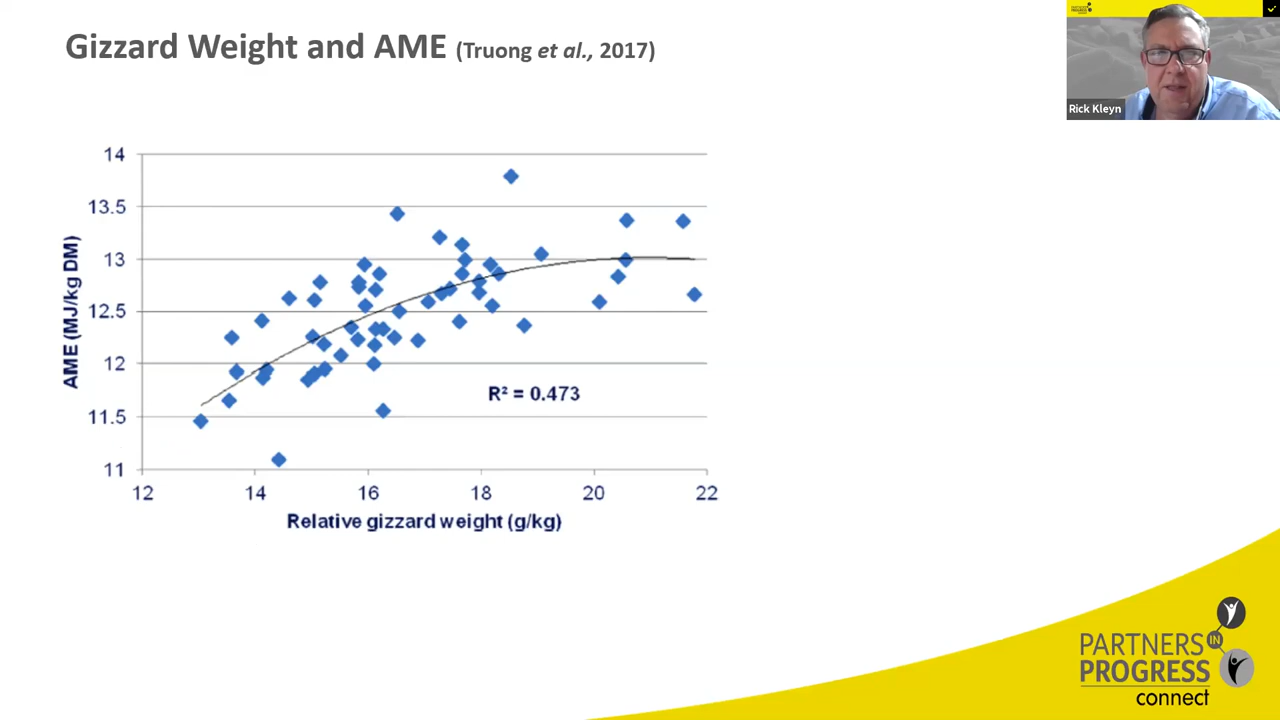 Gizzard Weight and AME (Truong et al., 2017)
Rick Kleyn
14
13.5
13
12.5
12
11.5
11
AME (MJ/kg DM)
R² = 0.473
12 14 16 18 20 22
Relative gizzard weight (g/kg)
PARTNERS IN
PROGRESS
connect